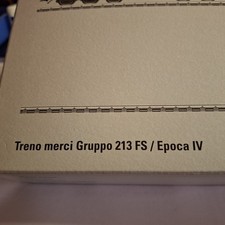 Treno merci Gruppo 213 FS / Epoca IV